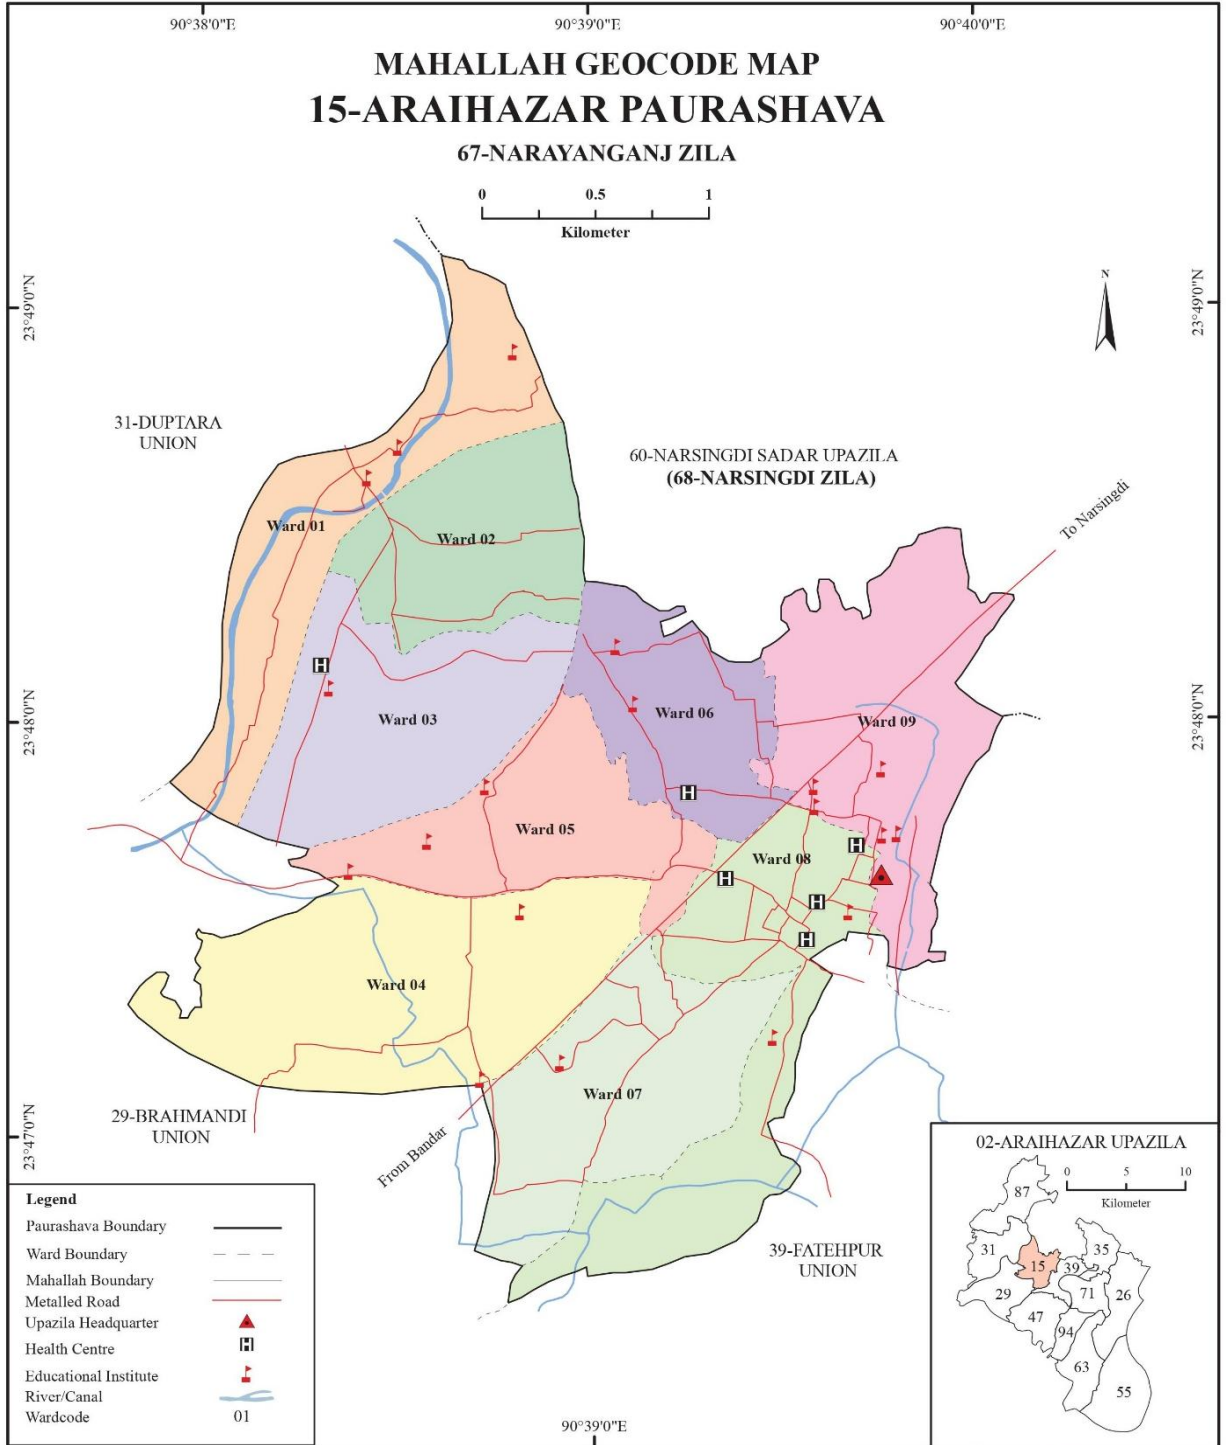 90°38'0"E
90°39'0"E
90°40'0"E
MAHALLAH GEOCODE MAP
15-ARAIHAZAR PAURASHAVA
67-NARAYANGANJ ZILA
0 0.5 1
Kilometer
N
23°49'0"N
23°49'0"N
31-DUPTARA
UNION
60-NARSINGDI SADAR UPAZILA
(68-NARSINGDI ZILA)
To Narsingdi
Ward 01
Ward 02
Ward 03
Ward 06
Ward 09
23°48'0"N
23°48'0"N
Ward 05
Ward 08
H
H
H
H
H
H
Ward 04
Ward 07
29-BRAHMANDI
UNION
From Bandar
23°47'0"N
39-FATEHPUR
UNION
Legend
Paurashava Boundary
Ward Boundary
Mahallah Boundary
Metalled Road
Upazila Headquarter
Health Centre H
Educational Institute
River/Canal
Wardcode 01
02-ARAIHAZAR UPAZILA
0 5 10
Kilometer
87
31
35
15
39
29
71
26
47
94
63
55
90°39'0"E